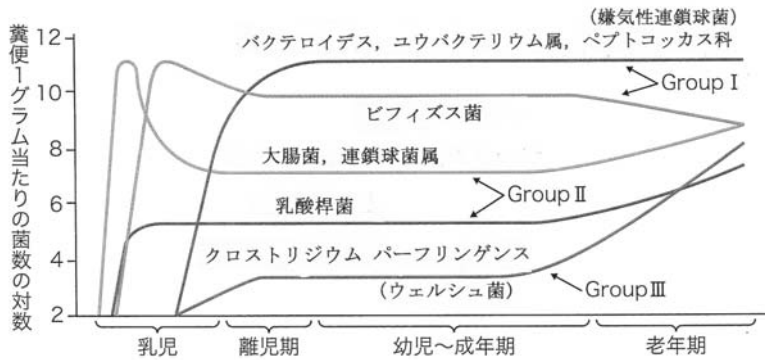 糞便1グラム当たりの菌数の対数
12
10
8
6
4
2
(嫌気性連鎖球菌)
バクテロイデス，ユウバクテリウム属，ペプトコッカス科
Group Ⅰ
ビフィズス菌
大腸菌，連鎖球菌属
Group Ⅱ
乳酸桿菌
クロストリジウム パーフリンゲンス
(ウェルシュ菌)
Group Ⅲ
乳児
離児期
幼児～成年期
老年期